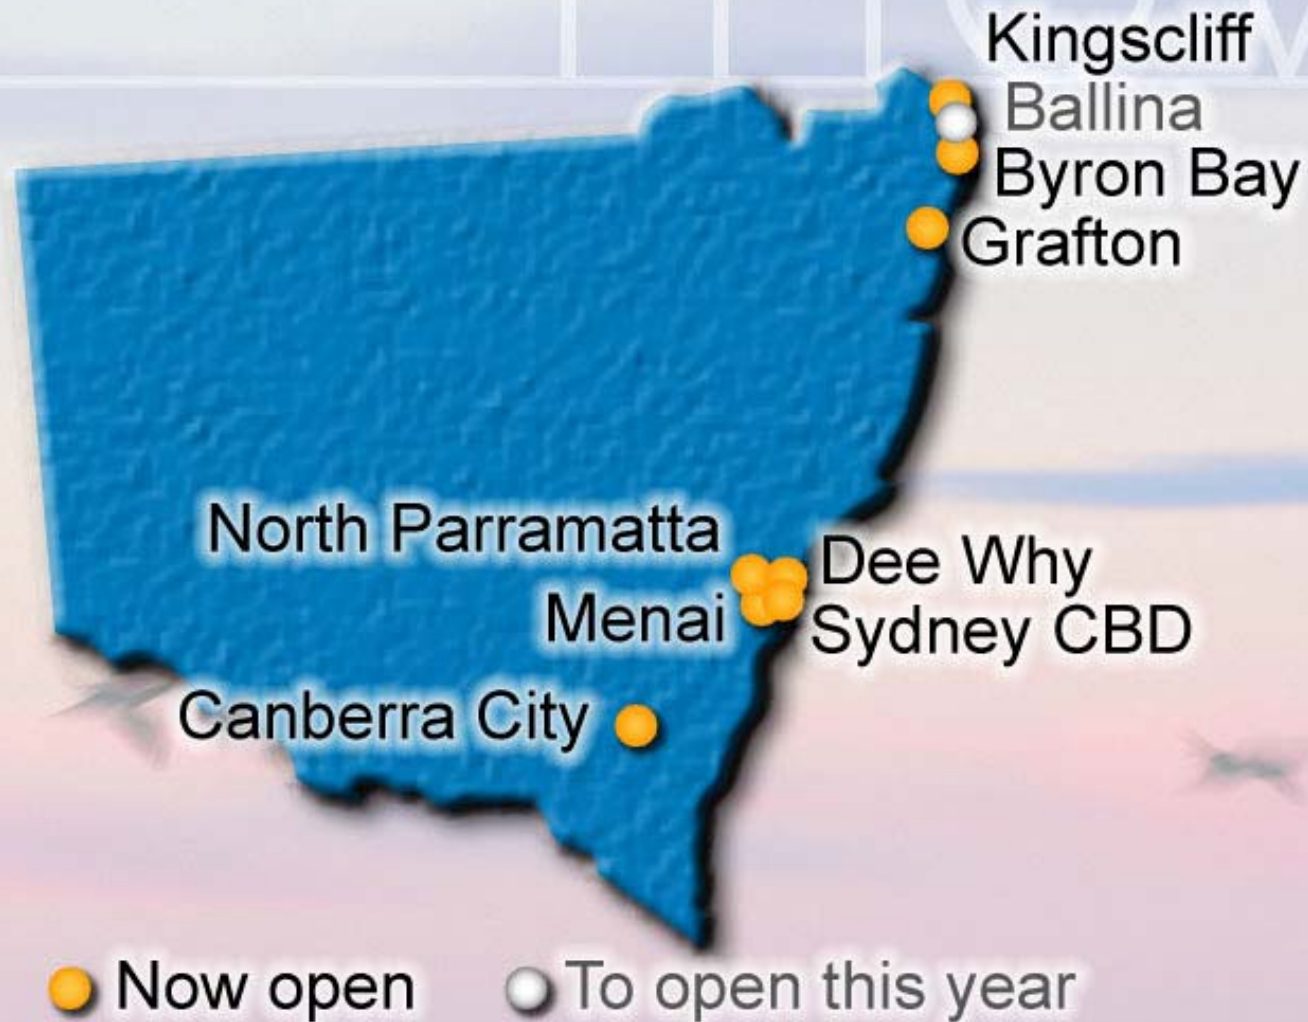 Kingscliff
Ballina
Byron Bay
Grafton
North Parramatta
Dee Why
Menai
Sydney CBD
Canberra City
Now open
To open this year